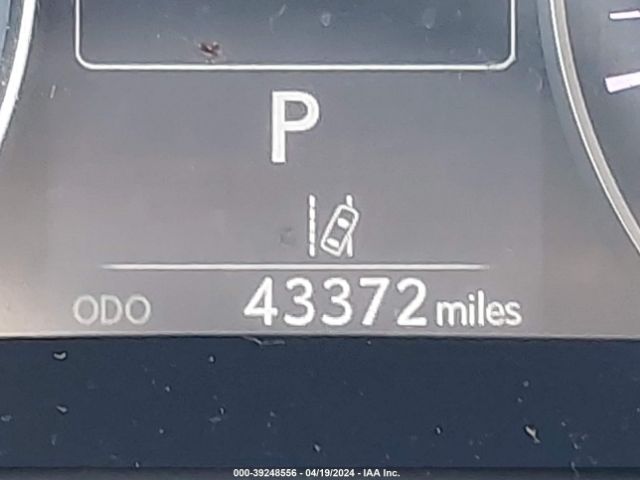 P
ODO 43372 miles
000-39248556 - 04/19/2024 - IAA Inc.